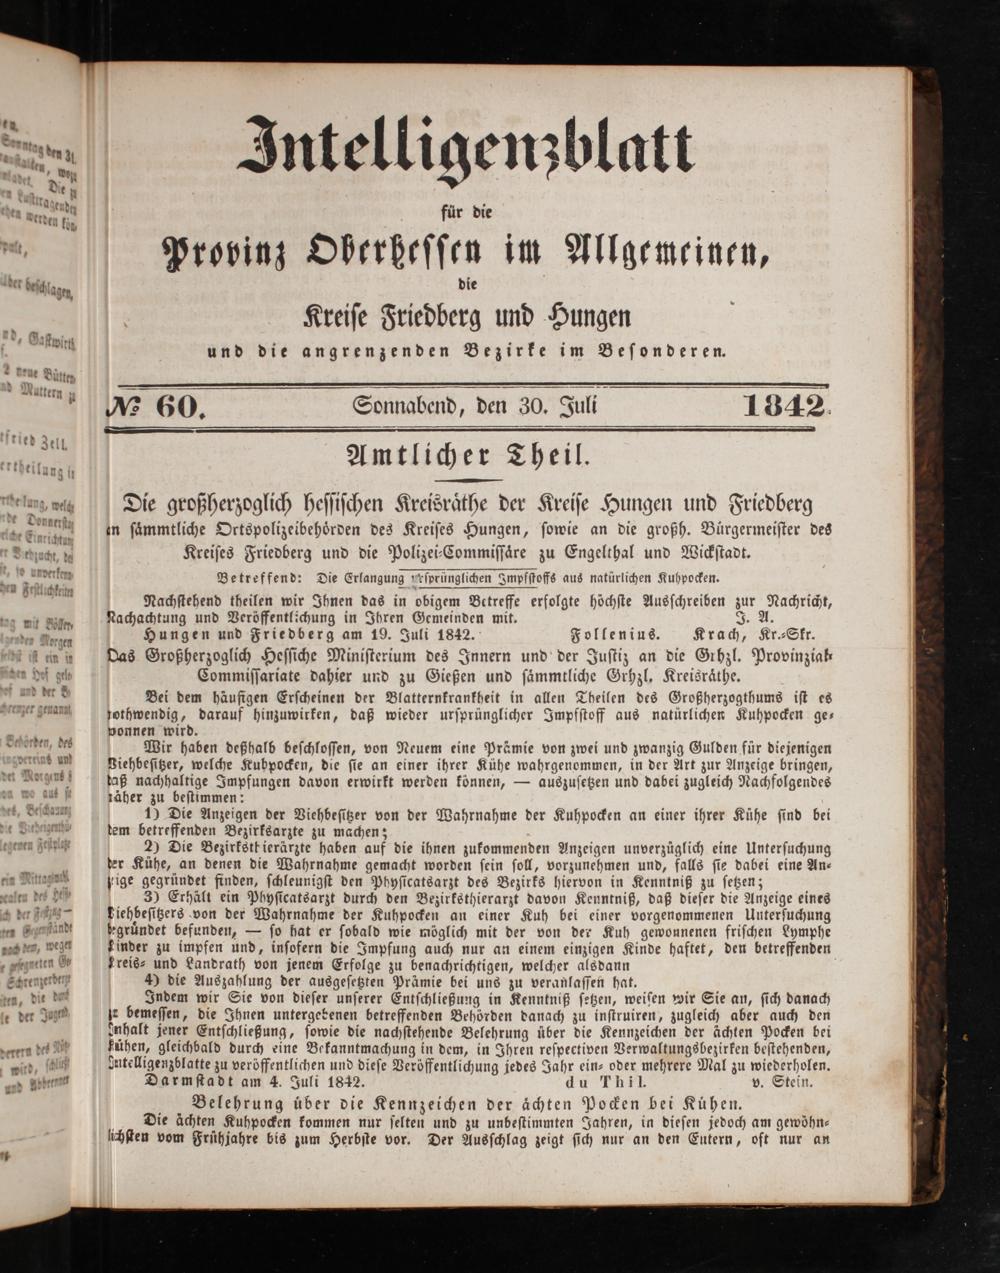 Intelligenzblatt
für die
Provinz Oberhessen im Allgemeinen,
die
Kreise Friedberg und Hungen
und die angrenzenden Bezirke im Besonderen.
№ 60.
Sonnabend, den 30. Juli
1842.
Amtlicher Theil.
Die großherzoglich hessischen Kreisräthe der Kreise Hungen und Friedberg
an sämmtliche Ortspolizeibehörden des Kreises Hungen, sowie an die großh. Bürgermeister des
Kreises Friedberg und die Polizei-Commissäre zu Engelthal und Wickstadt.
Betreffend: Die Erlangung ursprünglichen Impfstoffs aus natürlichen Kuhpocken.
Nachstehend theilen wir Ihnen das in obigem Betreffe erfolgte höchste Ausschreiben zur Nachricht,
Nachachtung und Veröffentlichung in Ihren Gemeinden mit. J. A.
Hungen und Friedberg am 19. Juli 1842. Follenius. Krach, Kr.-Skr.
Das Großherzoglich Hessiche Ministerium des Innern und der Justiz an die Grhzl. Provinzial-
Commissariate dahier und zu Gießen und sämmtliche Grhzl. Kreisräthe.
Bei dem häufigen Erscheinen der Blatternkrankheit in allen Theilen des Großherzogthums ist es
nothwendig, darauf hinzuwirken, daß wieder ursprünglicher Impfstoff aus natürlichen Kuhpocken ge-
wonnen wird.
Wir haben deßhalb beschlossen, von Neuem eine Prämie von zwei und zwanzig Gulden für diejenigen
Viehbesitzer, welche Kuhpocken, die sie an einer ihrer Kühe wahrgenommen, in der Art zur Anzeige bringen,
daß nachhaltige Impfungen davon erwirkt werden können, — auszusetzen und dabei zugleich Nachfolgendes
näher zu bestimmen:
1) Die Anzeigen der Viehbesitzer von der Wahrnahme der Kuhpocken an einer ihrer Kühe sind bei
dem betreffenden Bezirksarzte zu machen;
2) Die Bezirksthierärzte haben auf die ihnen zukommenden Anzeigen unverzüglich eine Untersuchung
der Kühe, an denen die Wahrnahme gemacht worden sein soll, vorzunehmen und, falls sie dabei eine An-
zeige gegründet finden, schleunigst den Physicatsarzt des Bezirks hiervon in Kenntniß zu setzen;
3) Erhält ein Physicatsarzt durch den Bezirksthierarzt davon Kenntniß, daß dieser die Anzeige eines
Viehbesitzers von der Wahrnahme der Kuhpocken an einer Kuh bei einer vorgenommenen Untersuchung
begründet befunden, — so hat er sobald wie möglich mit der von der Kuh gewonnenen frischen Lymphe
Kinder zu impfen und, insofern die Impfung auch nur an einem einzigen Kinde haftet, den betreffenden
Kreis- und Landrath von jenem Erfolge zu benachrichtigen, welcher alsdann
4) die Auszahlung der ausgesetzten Prämie bei uns zu veranlassen hat.
Indem wir Sie von dieser unserer Entschließung in Kenntniß setzen, weisen wir Sie an, sich danach
zu bemessen, die Ihnen untergebenen betreffenden Behörden danach zu instruiren, zugleich aber auch den
Inhalt jener Entschließung, sowie die nachstehende Belehrung über die Kennzeichen der ächten Pocken bei
Kühen, gleichbald durch eine Bekanntmachung in dem, in Ihren respectiven Verwaltungsbezirken bestehenden,
Intelligenzblatte zu veröffentlichen und diese Veröffentlichung jedes Jahr ein- oder mehrere Mal zu wiederholen.
Darmstadt am 4. Juli 1842. du Thil. v. Stein.
Belehrung über die Kennzeichen der ächten Pocken bei Kühen.
Die ächten Kuhpocken kommen nur selten und zu unbestimmten Jahren, in diesen jedoch am gewöhn-
lichsten vom Frühjahre bis zum Herbste vor. Der Ausschlag zeigt sich nur an den Eutern, oft nur an